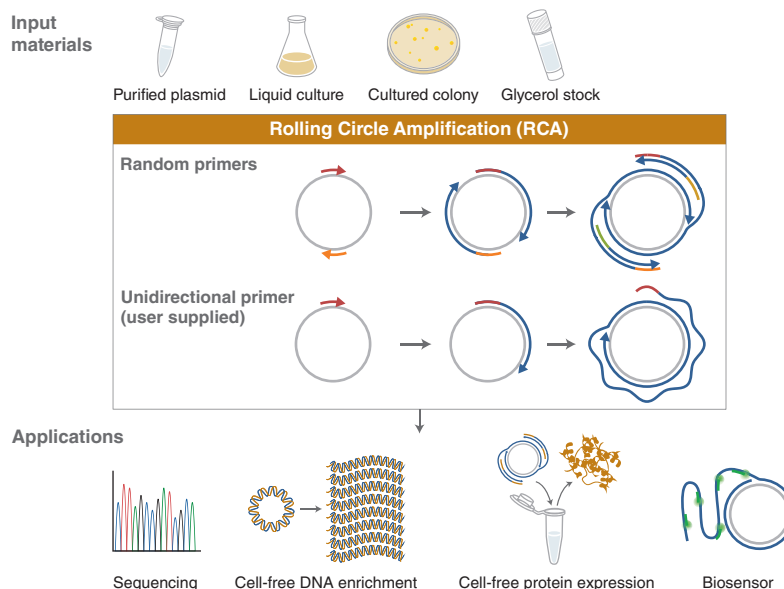 Input
materials
Purified plasmid
Liquid culture
Cultured colony
Glycerol stock
Rolling Circle Amplification (RCA)
Random primers
Unidirectional primer
(user supplied)
Applications
Sequencing
Cell-free DNA enrichment
Cell-free protein expression
Biosensor